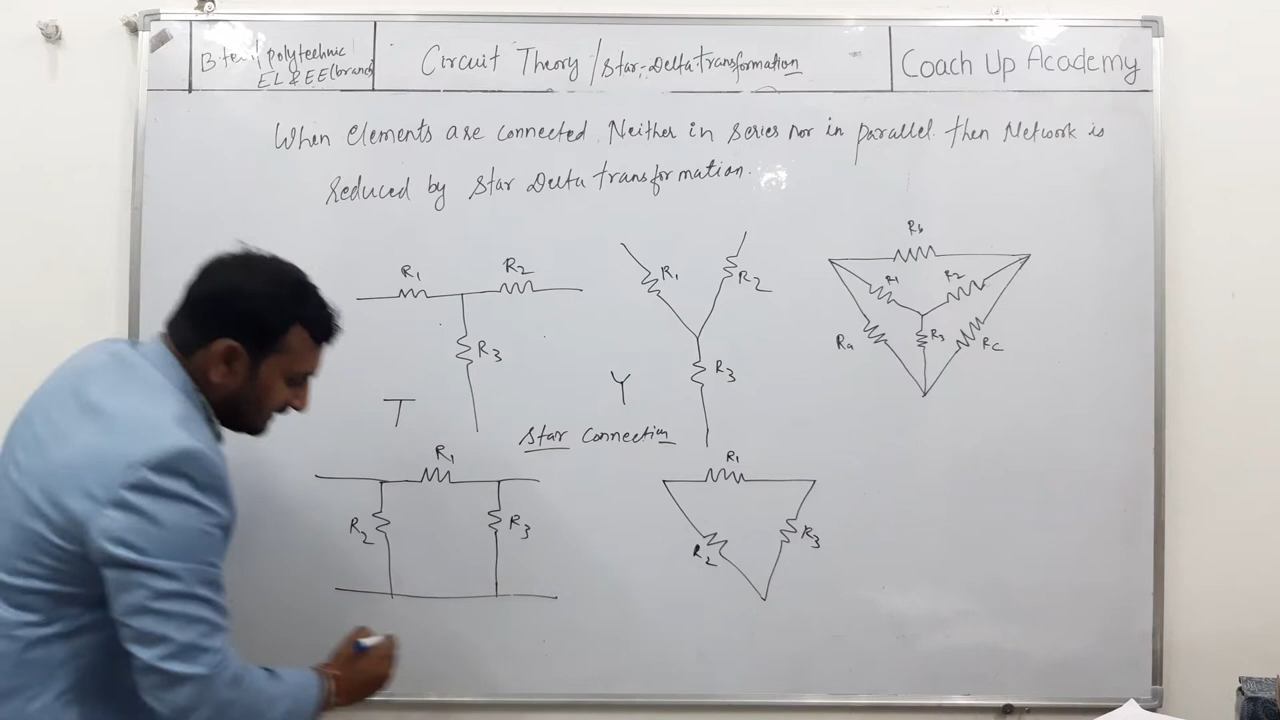 B.tech/polytechnic
EL & EE(branch)
Circuit Theory/Star-Delta transformation
Coach Up Academy
When elements are connected Neither in Series nor in parallel. then Network is
reduced by Star Delta transformation.
R1
R2
R3
T
R1
R2
R3
Y
Rb
R1
R2
R3
Ra
Rc
Star Connection
R1
R2
R3
R1
R2
R3